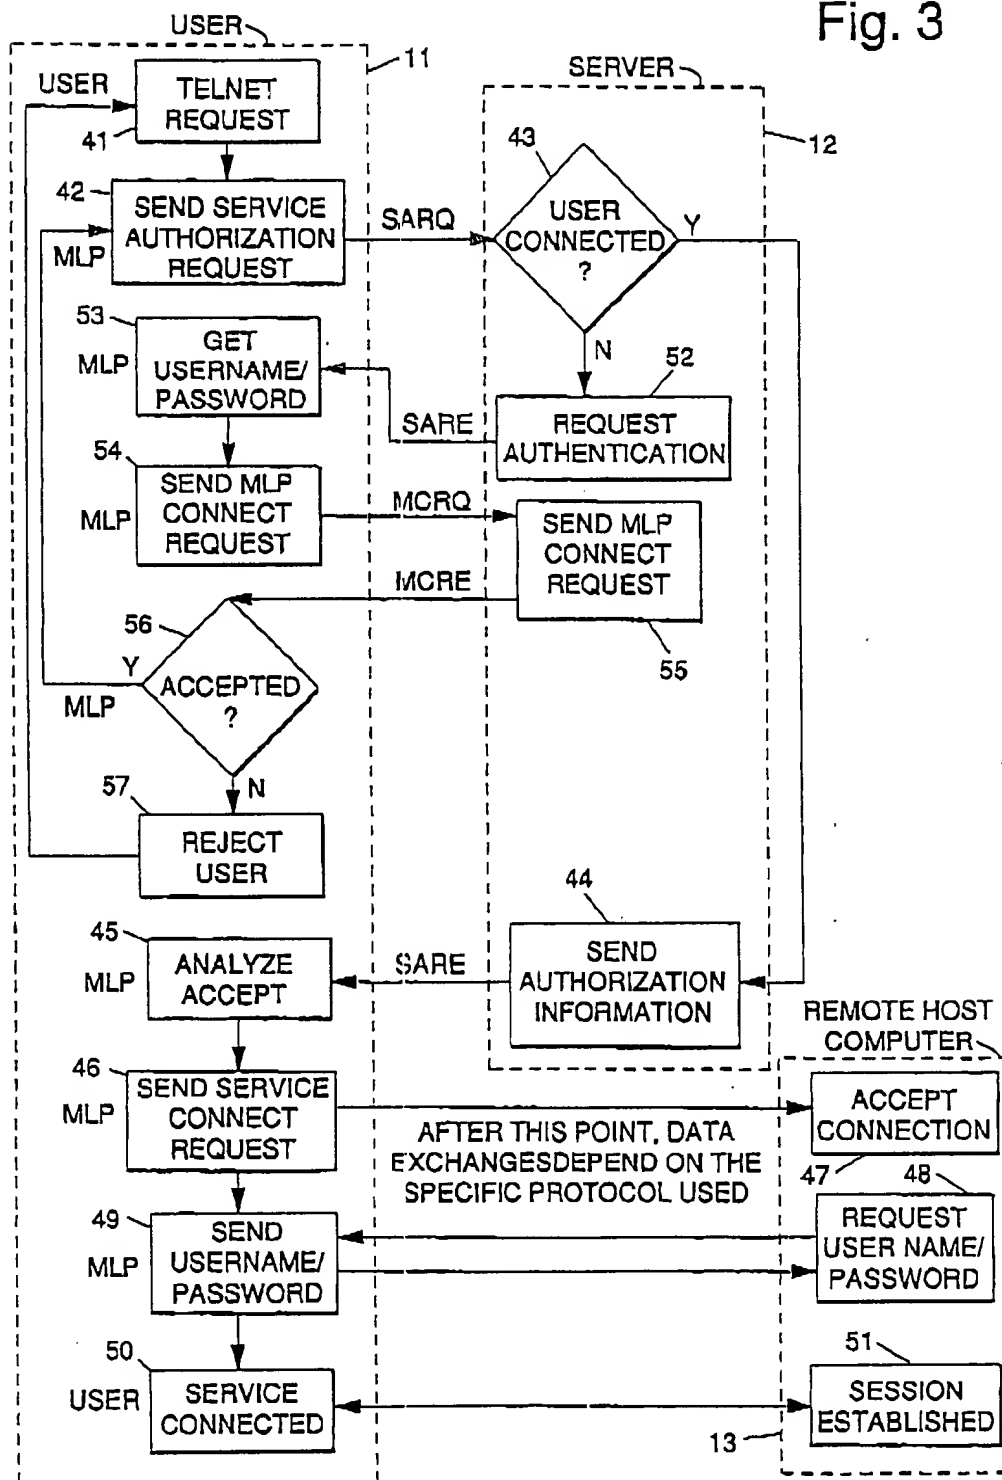 Fig. 3
USER
11
USER
TELNET
REQUEST
41
SERVER
12
42
SEND SERVICE
AUTHORIZATION
REQUEST
MLP
SARQ
43
USER
CONNECTED
?
Y
N
53
MLP
GET
USERNAME/
PASSWORD
52
REQUEST
AUTHENTICATION
SARE
54
MLP
SEND MLP
CONNECT
REQUEST
MCRQ
SEND MLP
CONNECT
REQUEST
55
MCRE
56
Y
MLP
ACCEPTED
?
N
57
REJECT
USER
44
SEND
AUTHORIZATION
INFORMATION
45
MLP
ANALYZE
ACCEPT
SARE
REMOTE HOST
COMPUTER
46
MLP
SEND SERVICE
CONNECT
REQUEST
ACCEPT
CONNECTION
47
AFTER THIS POINT, DATA
EXCHANGESDEPEND ON THE
SPECIFIC PROTOCOL USED
48
REQUEST
USER NAME/
PASSWORD
49
MLP
SEND
USERNAME/
PASSWORD
50
USER
SERVICE
CONNECTED
51
SESSION
ESTABLISHED
13